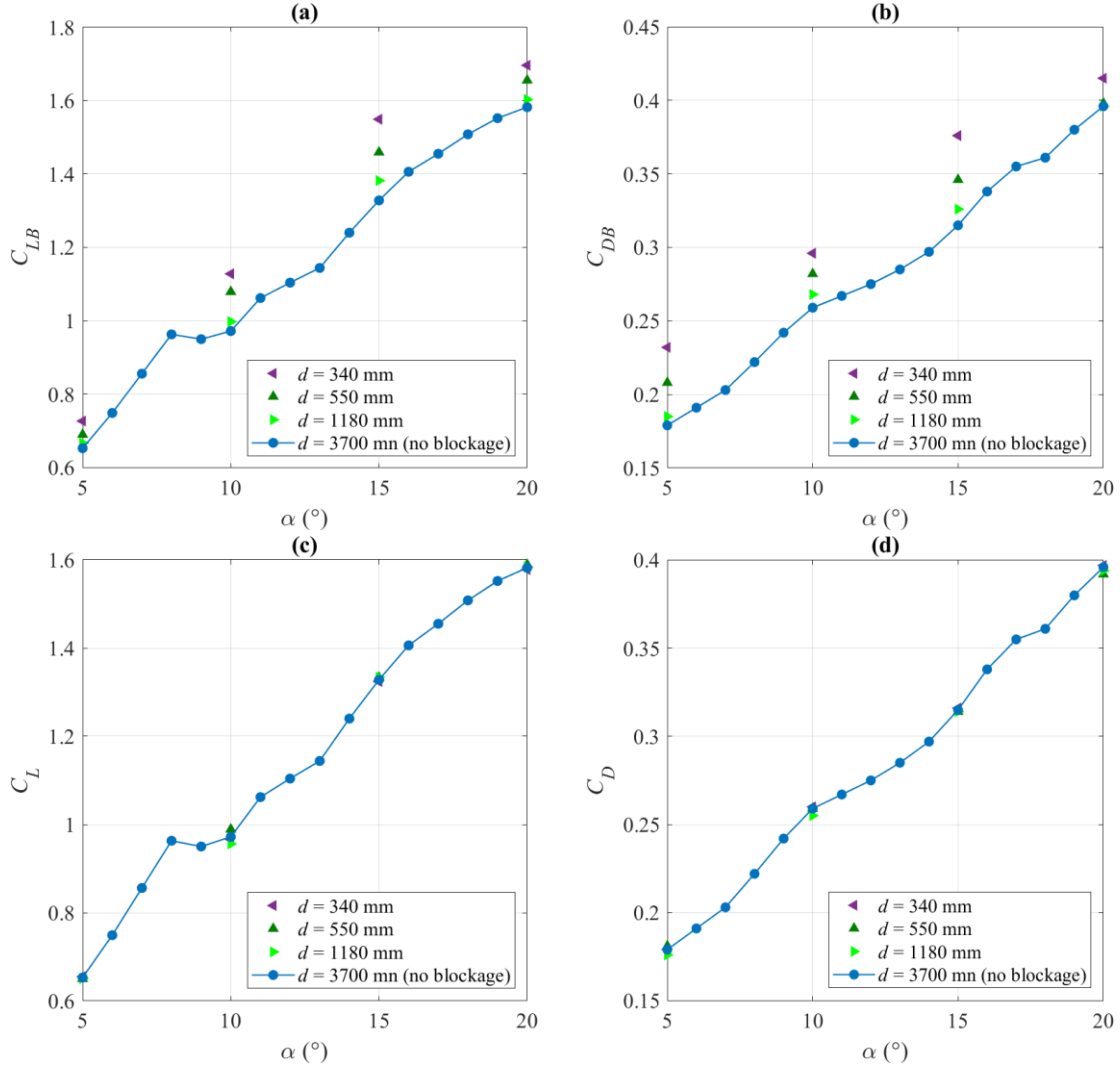 (a)
1.8
1.6
1.4
1.2
1
0.8
0.6
C_LB
5
10
15
20
α (°)
d = 340 mm
d = 550 mm
d = 1180 mm
d = 3700 mn (no blockage)
(b)
0.45
0.4
0.35
0.3
0.25
0.2
0.15
C_DB
5
10
15
20
α (°)
d = 340 mm
d = 550 mm
d = 1180 mm
d = 3700 mn (no blockage)
(c)
1.6
1.4
1.2
1
0.8
0.6
C_L
5
10
15
20
α (°)
d = 340 mm
d = 550 mm
d = 1180 mm
d = 3700 mn (no blockage)
(d)
0.4
0.35
0.3
0.25
0.2
0.15
C_D
5
10
15
20
α (°)
d = 340 mm
d = 550 mm
d = 1180 mm
d = 3700 mn (no blockage)